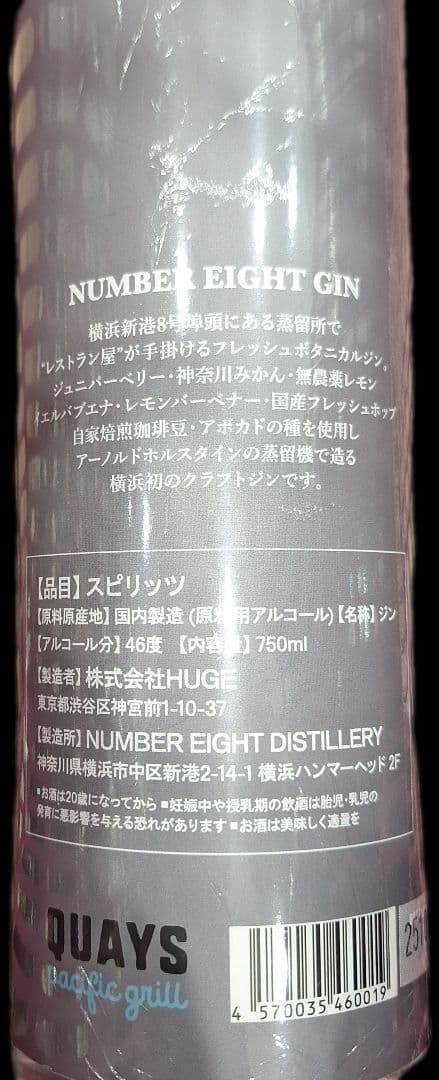 NUMBER EIGHT GIN
横浜新港8号埠頭にある蒸留所で
“レストラン屋”が手掛けるフレッシュボタニカルジン。
ジュニパーベリー・神奈川みかん・無農薬レモン
イエルバブエナ・レモンバーベナー・国産フレッシュホップ
自家焙煎珈琲豆・アボカドの種を使用し
アーノルドホルスタインの蒸留機で造る
横浜初のクラフトジンです。
【品目】スピリッツ
【原料原産地】国内製造 (原料用アルコール)【名称】ジン
【アルコール分】46度 【内容量】750ml
【製造者】株式会社HUGE
東京都渋谷区神宮前1-10-37
【製造所】NUMBER EIGHT DISTILLERY
神奈川県横浜市中区新港2-14-1 横浜ハンマーヘッド 2F
■お酒は20歳になってから ■妊娠中や授乳期の飲酒は胎児・乳児の
発育に悪影響を与える恐れがあります ■お酒は美味しく適量を
QUAYS
pacific grill
4 570035 460019